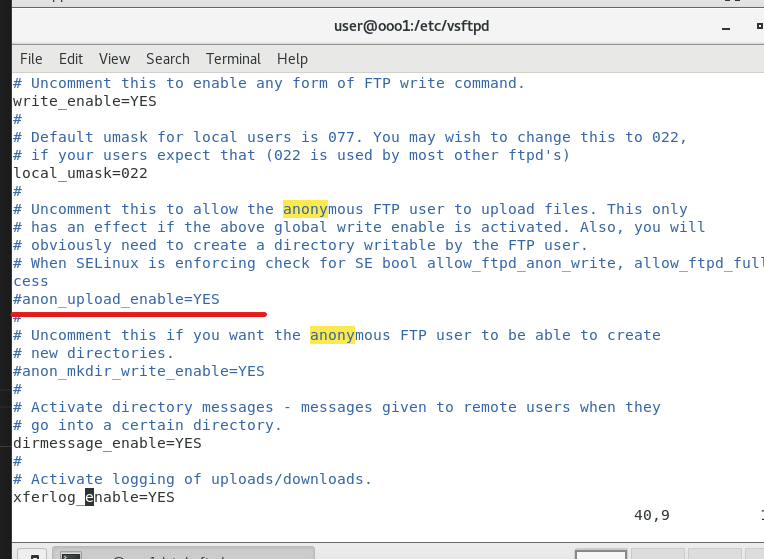 user@ooo1:/etc/vsftpd
File Edit View Search Terminal Help
# Uncomment this to enable any form of FTP write command.
write_enable=YES
#
# Default umask for local users is 077. You may wish to change this to 022,
# if your users expect that (022 is used by most other ftpd's)
local_umask=022
#
# Uncomment this to allow the anonymous FTP user to upload files. This only
# has an effect if the above global write enable is activated. Also, you will
# obviously need to create a directory writable by the FTP user.
# When SELinux is enforcing check for SE bool allow_ftpd_anon_write, allow_ftpd_full
cess
#anon_upload_enable=YES
#
# Uncomment this if you want the anonymous FTP user to be able to create
# new directories.
#anon_mkdir_write_enable=YES
#
# Activate directory messages - messages given to remote users when they
# go into a certain directory.
dirmessage_enable=YES
#
# Activate logging of uploads/downloads.
xferlog_enable=YES
40,9